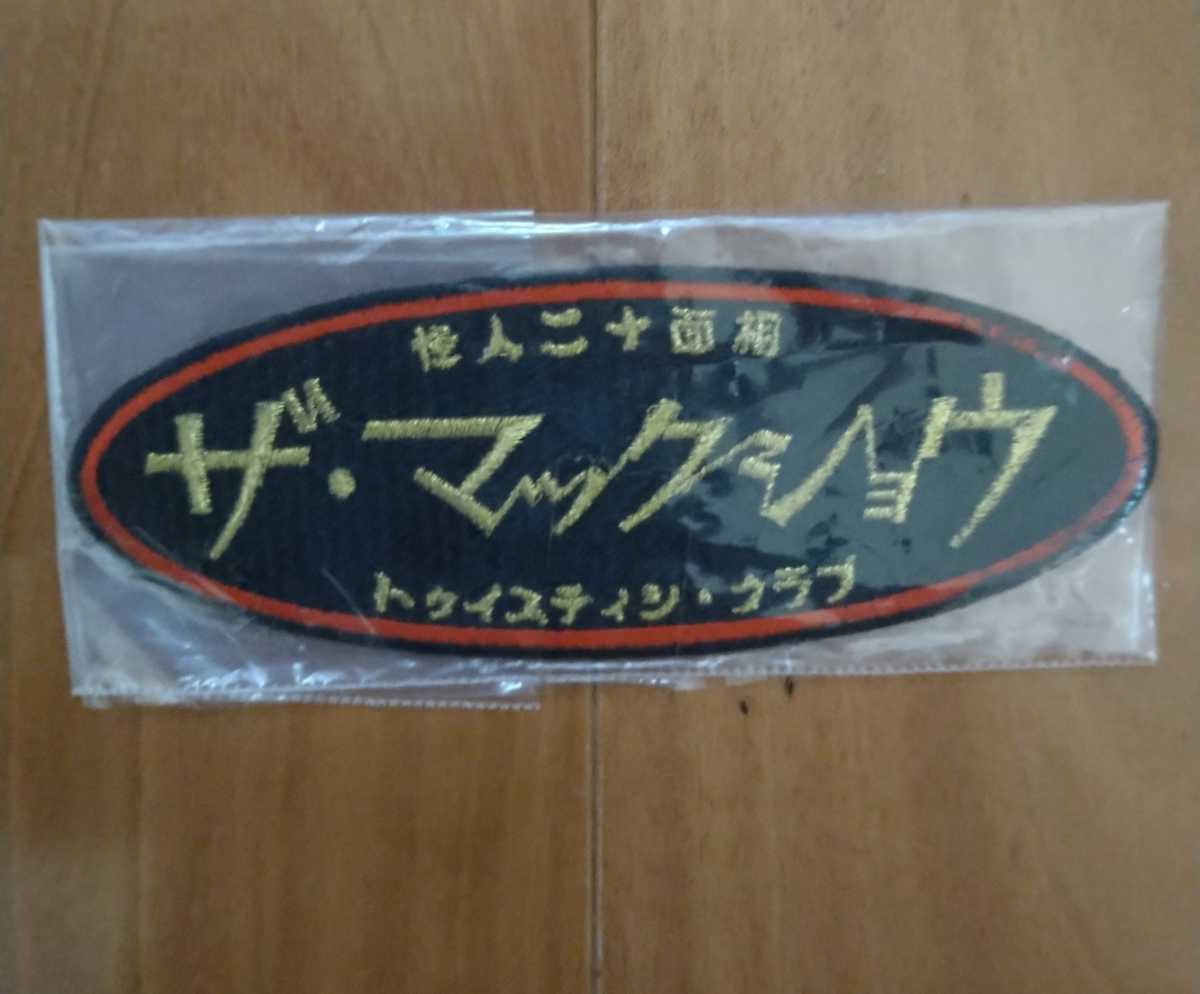 怪人二十面相
ザ・マックショウ
トゥイスティン・クラブ